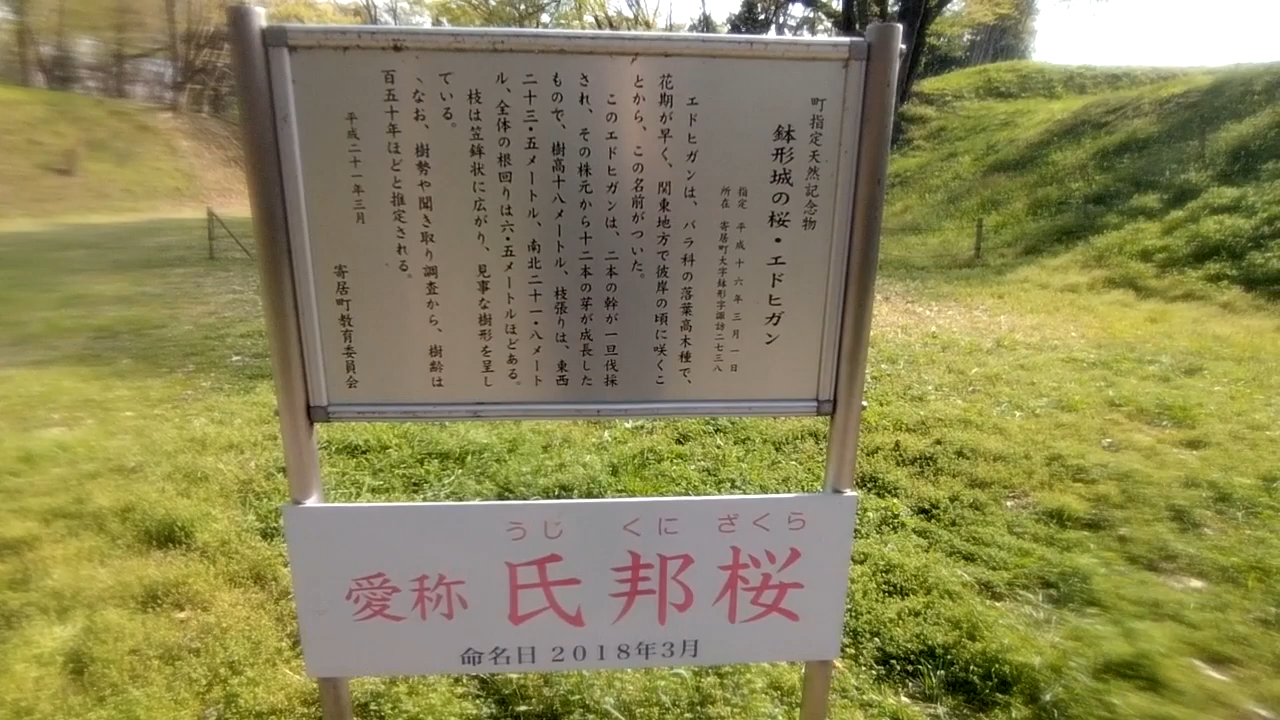 町指定天然記念物
鉢形城の桜・エドヒガン
指定 平成十六年三月一日
所在 寄居町大字鉢形字諏訪二七三八
エドヒガンは、バラ科の落葉高木種で、
花期が早く、関東地方で彼岸の頃に咲くこ
とから、この名前がついた。
このエドヒガンは、二本の幹が一旦伐採
され、その株元から十二本の芽が成長した
もので、樹高十八メートル、枝張りは、東西
二十三・五メートル、南北二十一・八メート
ル、全体の根回りは六・五メートルほどある。
枝は笠鉾状に広がり、見事な樹形を呈し
ている。
、なお、樹勢や聞き取り調査から、樹齢は
百五十年ほどと推定される。
平成二十一年三月
寄居町教育委員会
うじ くに ざくら
愛称 氏邦桜
命名日 2018年3月